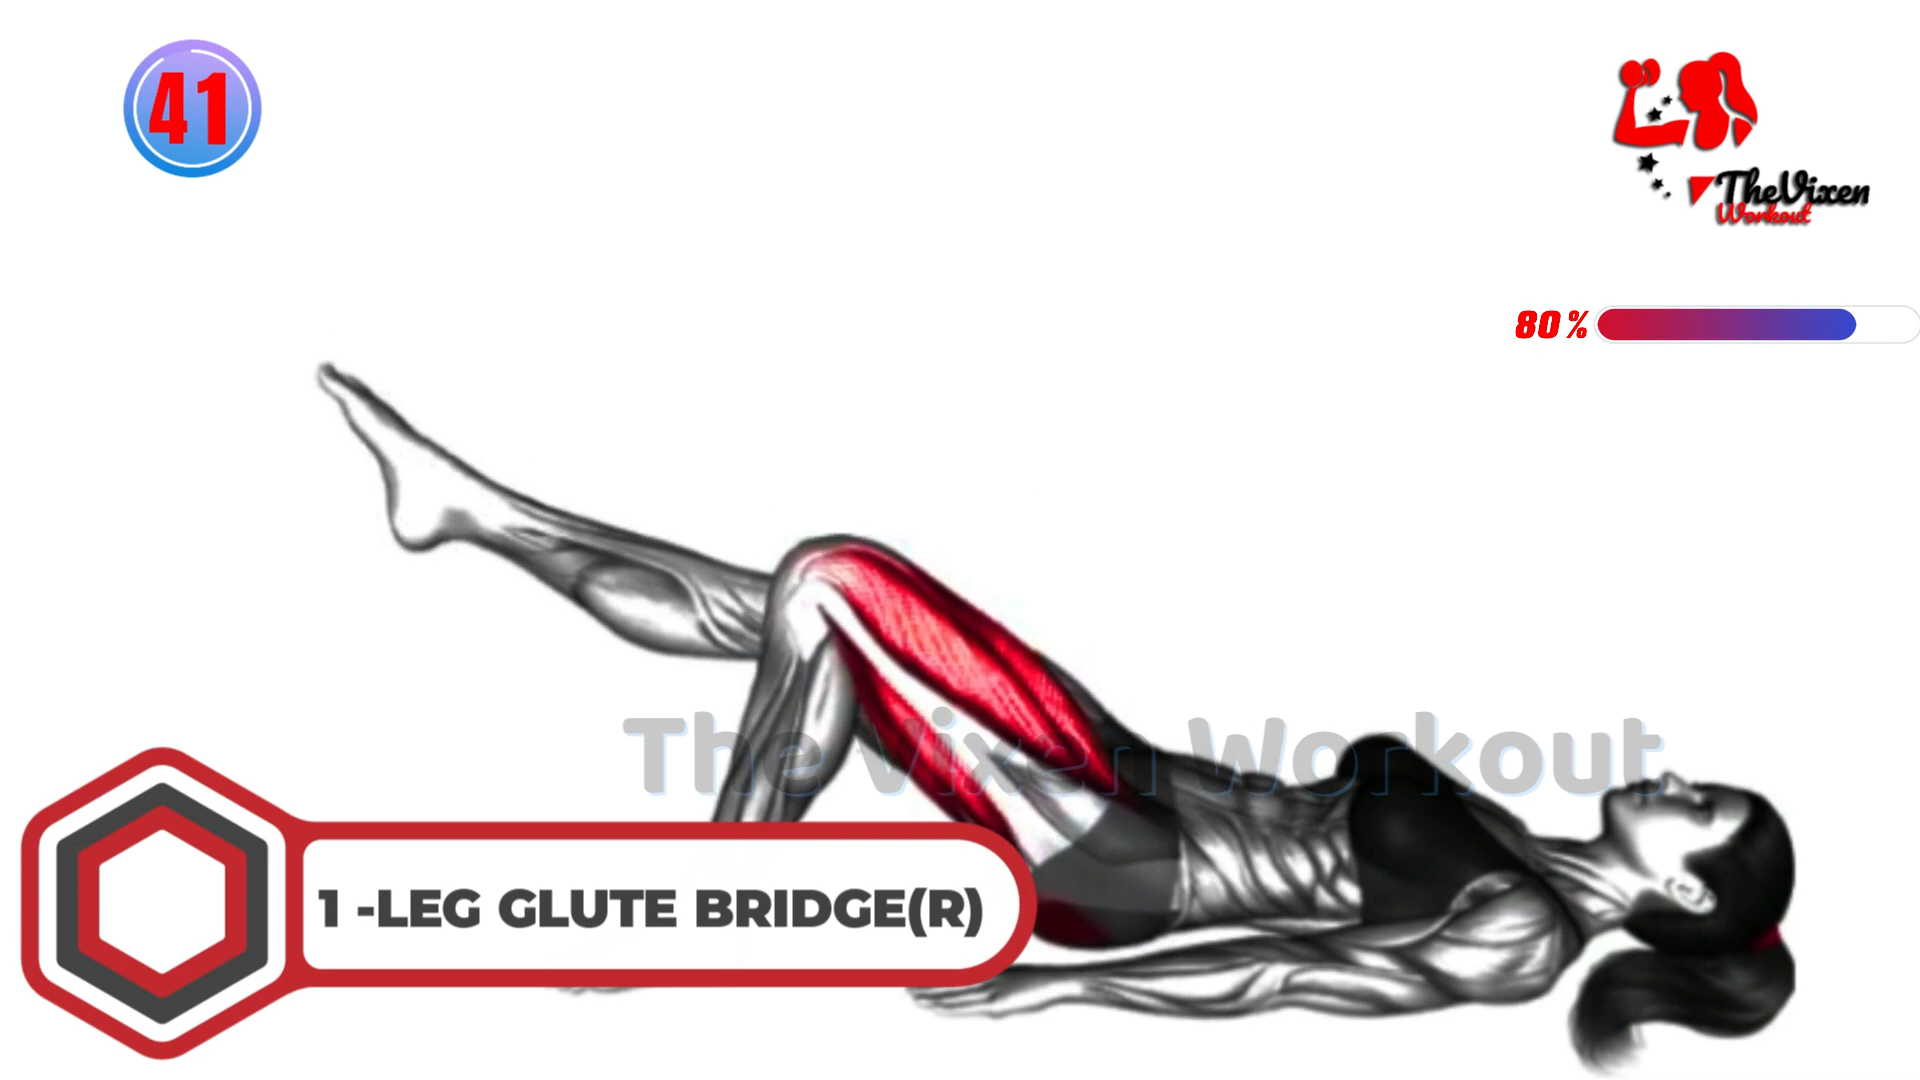 41
TheVixen
Workout
80%
The Vixen Workout
1 -LEG GLUTE BRIDGE(R)